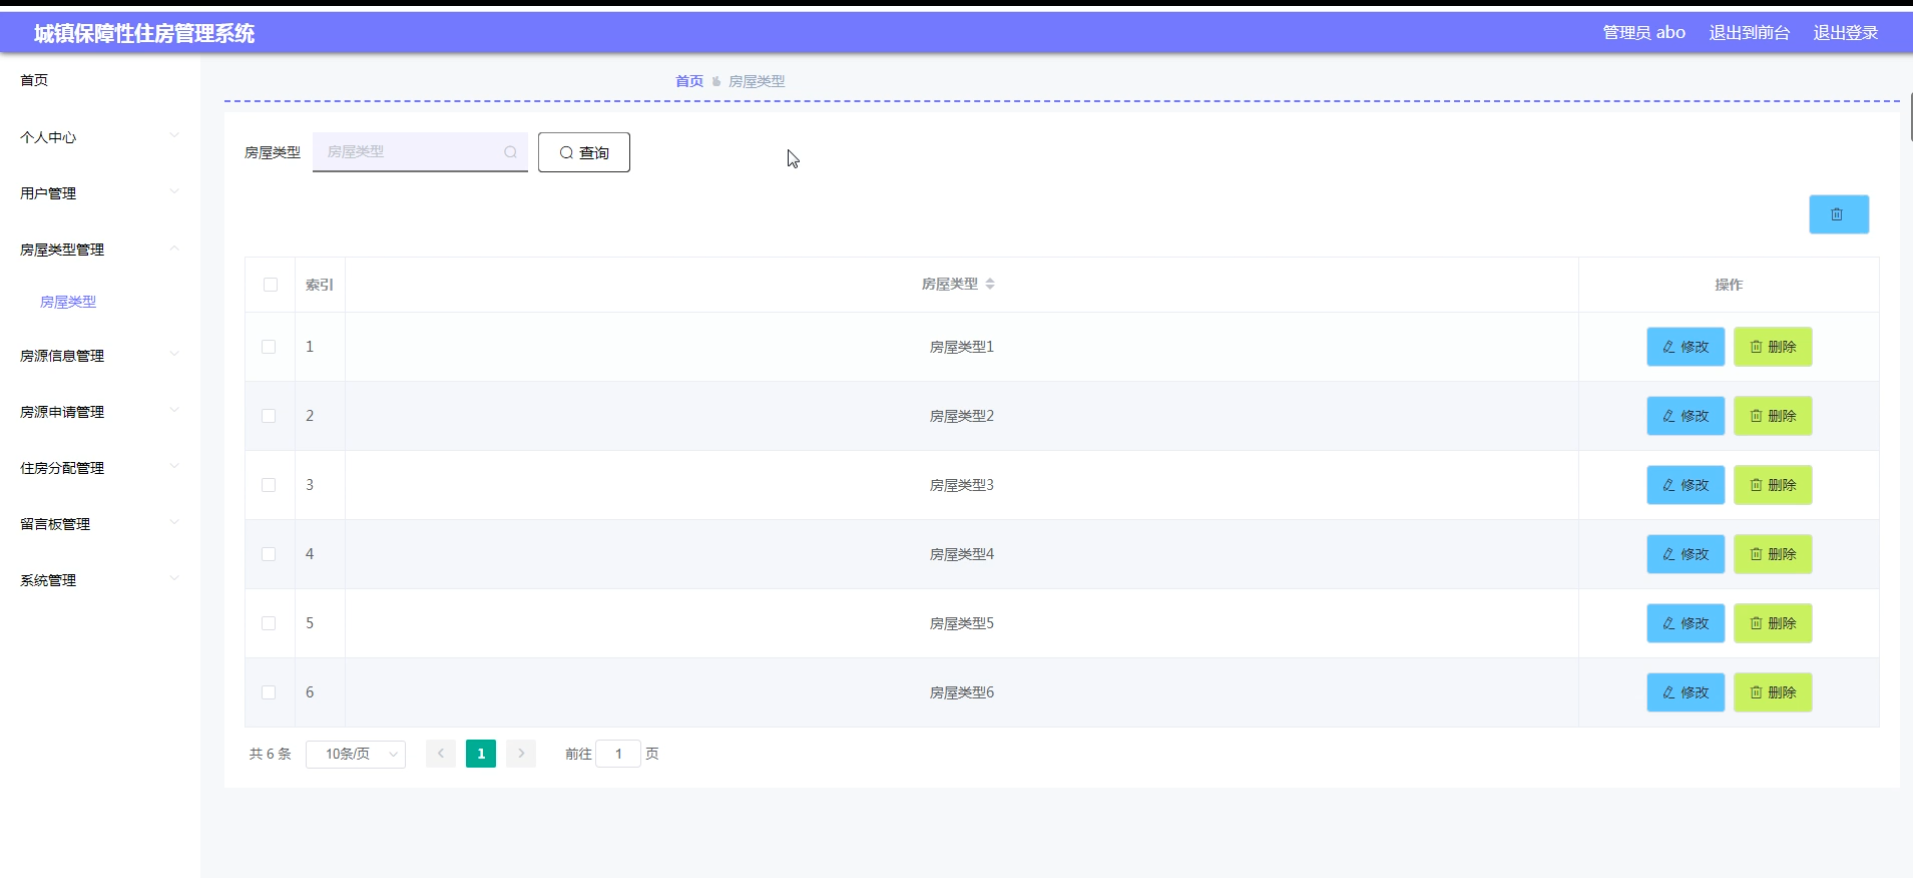 城镇保障性住房管理系统
管理员 abo 退出到前台 退出登录
首页
个人中心
用户管理
房屋类型管理
房屋类型
房源信息管理
房源申请管理
住房分配管理
留言板管理
系统管理
首页 房屋类型
房屋类型 房屋类型 查询
索引 房屋类型 操作
1 房屋类型1 修改 删除
2 房屋类型2 修改 删除
3 房屋类型3 修改 删除
4 房屋类型4 修改 删除
5 房屋类型5 修改 删除
6 房屋类型6 修改 删除
共 6 条 10条/页 1 前往 1 页